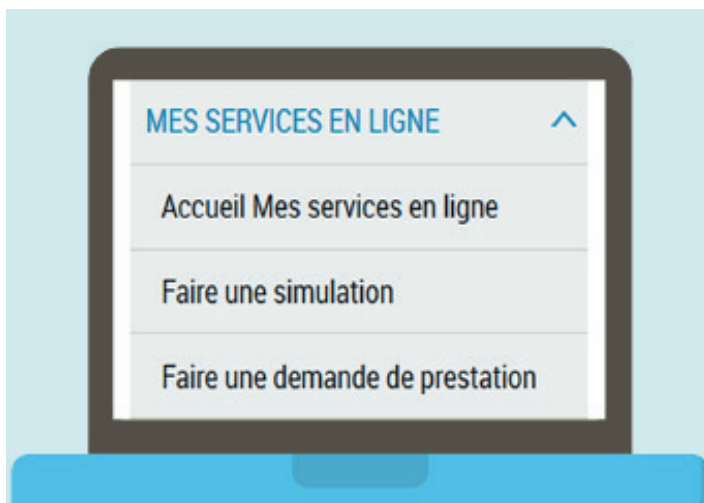 MES SERVICES EN LIGNE
Accueil Mes services en ligne
Faire une simulation
Faire une demande de prestation